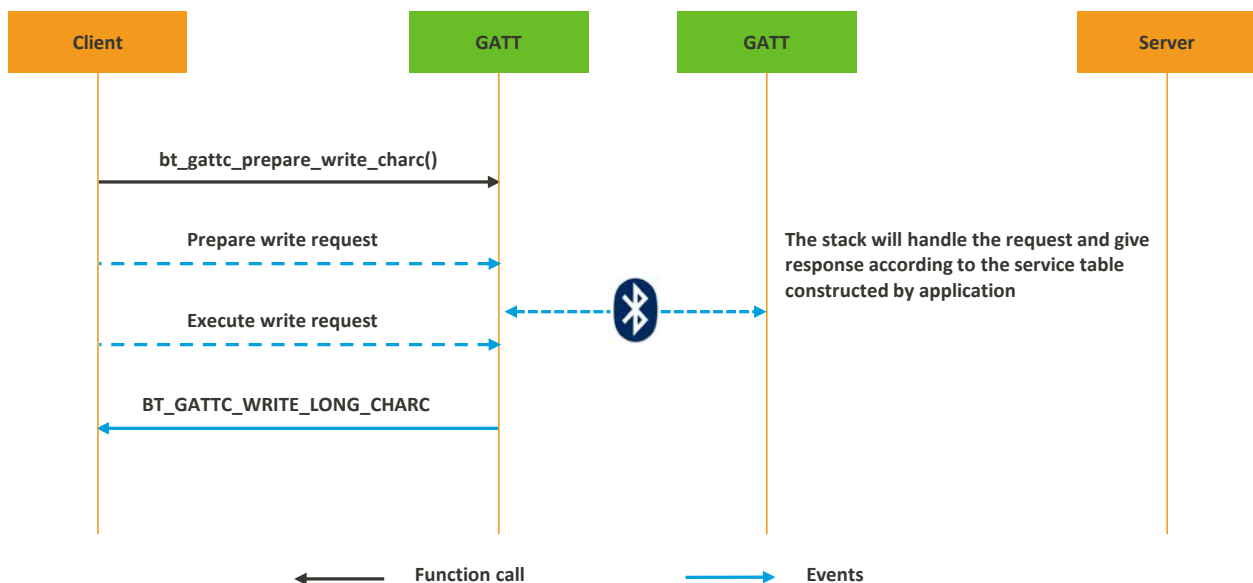 Client
GATT
GATT
Server
bt_gattc_prepare_write_charc()
Prepare write request
The stack will handle the request and give
response according to the service table
constructed by application
Execute write request
BT_GATTC_WRITE_LONG_CHARC
Function call
Events